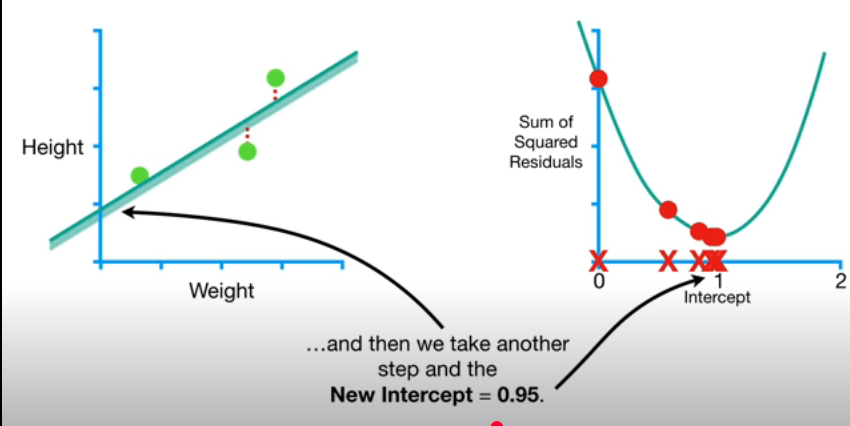 Height
Weight
Sum of
Squared
Residuals
0
1
2
Intercept
...and then we take another
step and the
New Intercept = 0.95.